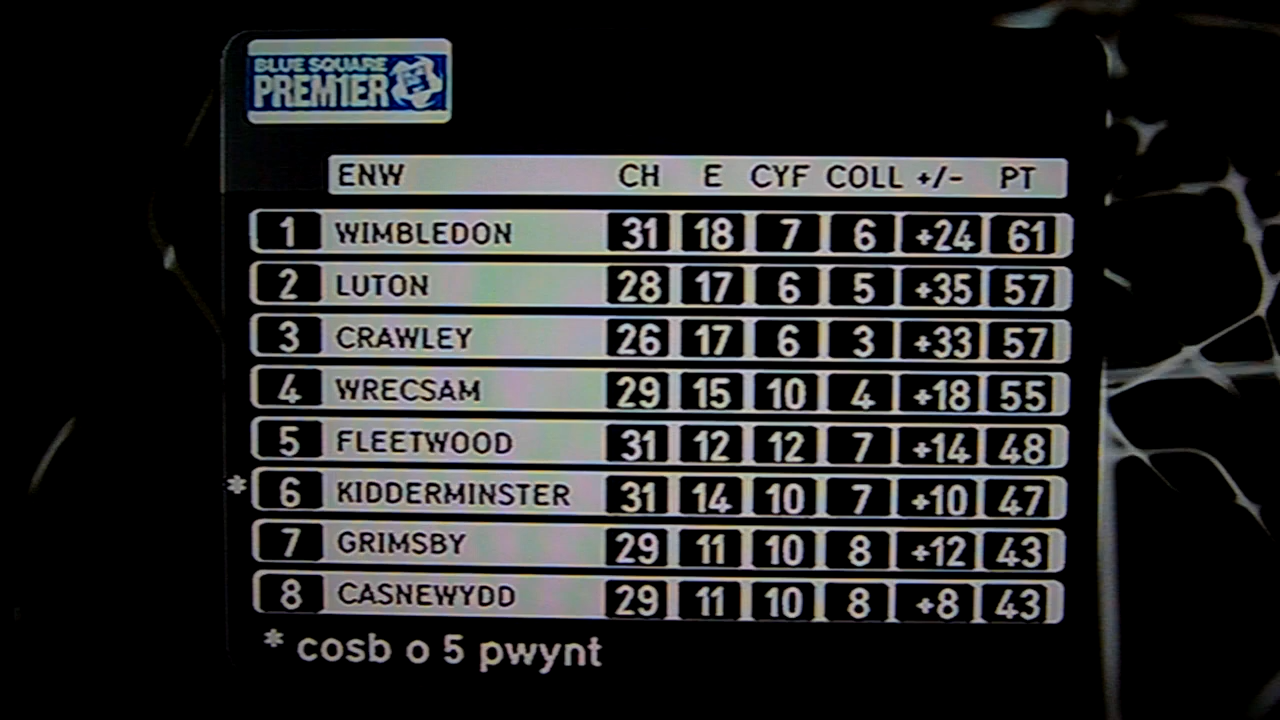 BLUE SQUARE
PREM1ER
ENW CH E CYF COLL +/- PT
1 WIMBLEDON 31 18 7 6 +24 61
2 LUTON 28 17 6 5 +35 57
3 CRAWLEY 26 17 6 3 +33 57
4 WRECSAM 29 15 10 4 +18 55
5 FLEETWOOD 31 12 12 7 +14 48
* 6 KIDDERMINSTER 31 14 10 7 +10 47
7 GRIMSBY 29 11 10 8 +12 43
8 CASNEWYDD 29 11 10 8 +8 43
* cosb o 5 pwynt